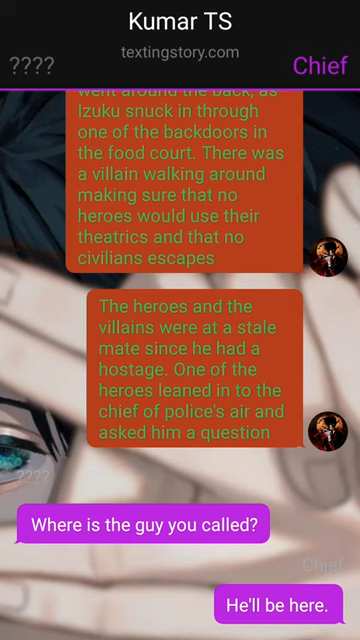 Kumar TS
textingstory.com
????
Chief
went around the back, as
Izuku snuck in through
one of the backdoors in
the food court. There was
a villain walking around
making sure that no
heroes would use their
theatrics and that no
civilians escapes
The heroes and the
villains were at a stale
mate since he had a
hostage. One of the
heroes leaned in to the
chief of police's air and
asked him a question
????
Where is the guy you called?
Chief
He'll be here.